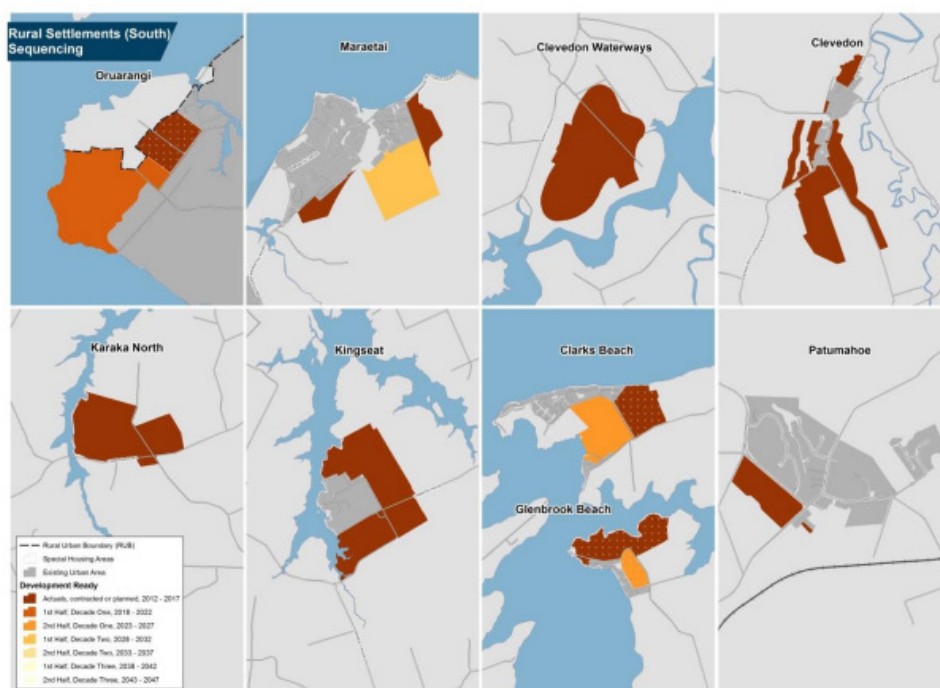 Rural Settlements (South)
Sequencing
Oruarangi
Maraetai
Clevedon Waterways
Clevedon
Karaka North
Kingseat
Clarks Beach
Glenbrook Beach
Patumahoe
Rural Urban Boundary (RUB)
Special Housing Areas
Existing Urban Area
Development Ready
Actuals, contracted or planned, 2012 - 2017
1st Half, Decade One, 2018 - 2022
2nd Half, Decade One, 2023 - 2027
1st Half, Decade Two, 2028 - 2032
2nd Half, Decade Two, 2033 - 2037
1st Half, Decade Three, 2038 - 2042
2nd Half, Decade Three, 2043 - 2047